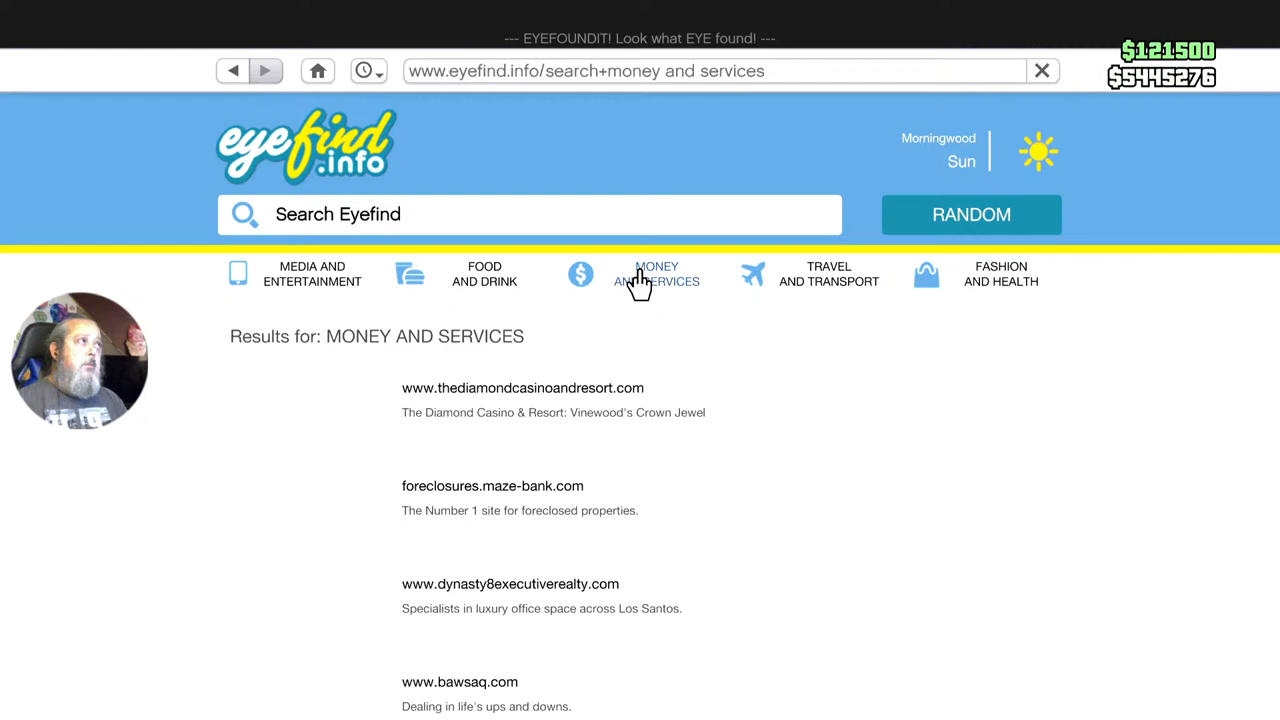 --- EYEFOUNDIT! Look what EYE found! ---
$121500
www.eyefind.info/search+money and services
$5445276
eyefind
.info
Morningwood
Sun
Search Eyefind
RANDOM
MEDIA AND
ENTERTAINMENT
FOOD
AND DRINK
MONEY
AND SERVICES
TRAVEL
AND TRANSPORT
FASHION
AND HEALTH
Results for: MONEY AND SERVICES
www.thediamondcasinoandresort.com
The Diamond Casino & Resort: Vinewood's Crown Jewel
foreclosures.maze-bank.com
The Number 1 site for foreclosed properties.
www.dynasty8executiverealty.com
Specialists in luxury office space across Los Santos.
www.bawsaq.com
Dealing in life's ups and downs.